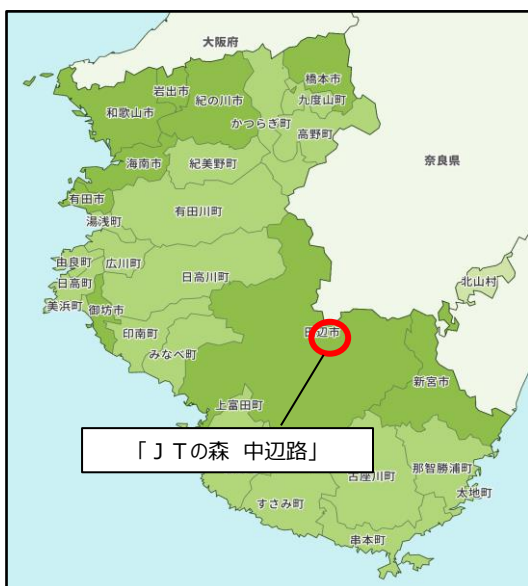 大阪府
橋本市
岩出市
紀の川市
九度山町
和歌山市
かつらぎ町
高野町
海南市
紀美野町
奈良県
有田市
有田川町
湯浅町
由良町
広川町
日高町
日高川町
北山村
美浜町
御坊市
印南町
田辺市
みなべ町
新宮市
上富田町
「ＪＴの森 中辺路」
那智勝浦町
古座川町
太地町
すさみ町
串本町